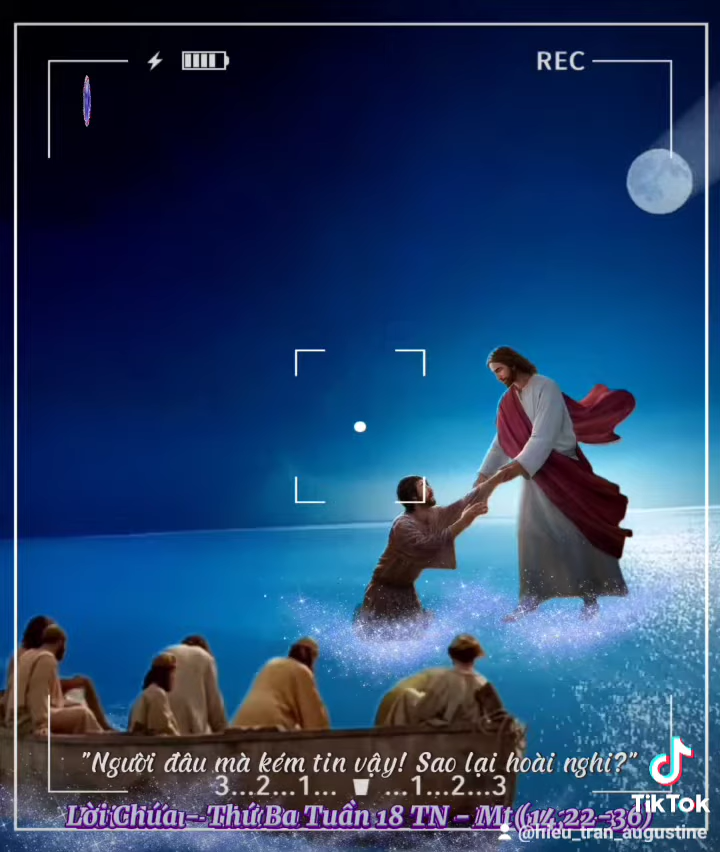 REC
"Người đâu mà kém tin vậy! Sao lại hoài nghi?"
3...2...1... ...1...2...3
Lời Chúa - Thứ Ba Tuần 18 TN - Mt (14,22-36)
TikTok
@hieu_tran_augustine